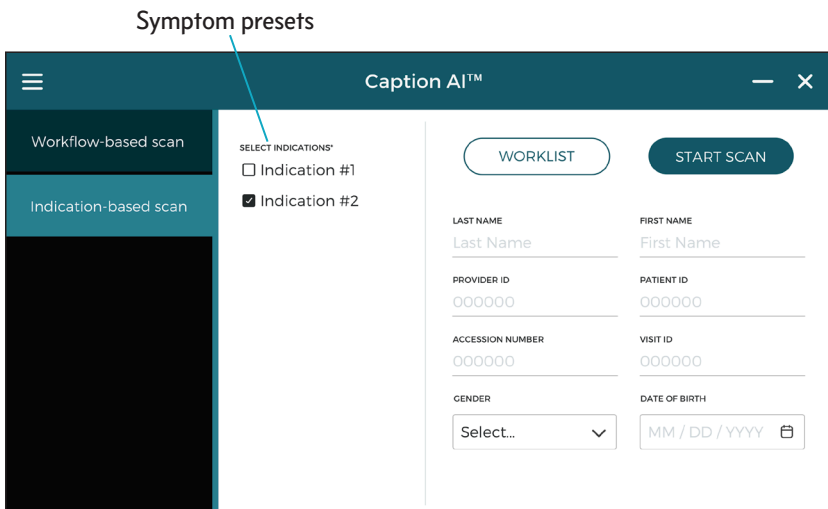 Symptom presets
Caption AI™
Workflow-based scan
Indication-based scan
SELECT INDICATIONS*
Indication #1
Indication #2
WORKLIST
START SCAN
LAST NAME
FIRST NAME
Last Name
First Name
PROVIDER ID
PATIENT ID
000000
000000
ACCESSION NUMBER
VISIT ID
000000
000000
GENDER
DATE OF BIRTH
Select...
MM / DD / YYYY